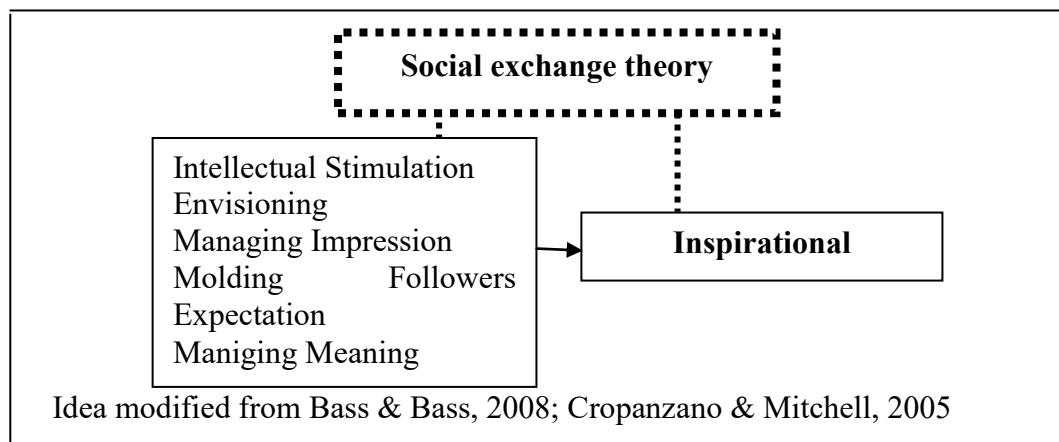 Social exchange theory
Intellectual Stimulation
Envisioning
Managing Impression
Molding Followers
Expectation
Maniging Meaning
Inspirational
Idea modified from Bass & Bass, 2008; Cropanzano & Mitchell, 2005